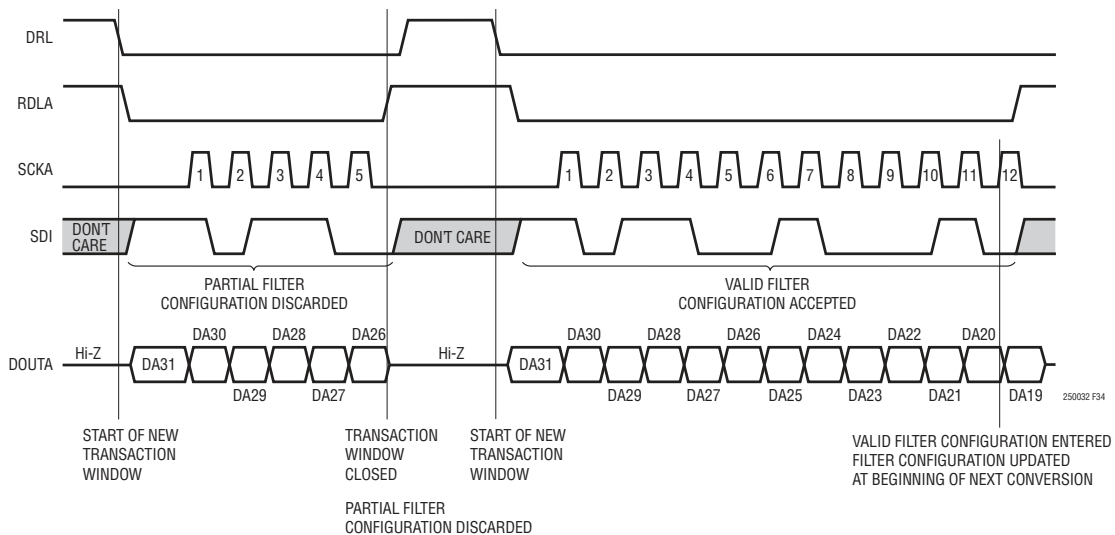 DRL
RDLA
SCKA
1 2 3 4 5 1 2 3 4 5 6 7 8 9 10 11 12
SDI
DON'T
CARE
DON'T CARE
PARTIAL FILTER
CONFIGURATION DISCARDED
VALID FILTER
CONFIGURATION ACCEPTED
DA30 DA28 DA26 DA30 DA28 DA26 DA24 DA22 DA20
DOUTA Hi-Z DA31 Hi-Z DA31
DA29 DA27 DA29 DA27 DA25 DA23 DA21 DA19
250032 F34
START OF NEW
TRANSACTION
WINDOW
TRANSACTION
WINDOW
CLOSED
PARTIAL FILTER
CONFIGURATION DISCARDED
START OF NEW
TRANSACTION
WINDOW
VALID FILTER CONFIGURATION ENTERED
FILTER CONFIGURATION UPDATED
AT BEGINNING OF NEXT CONVERSION